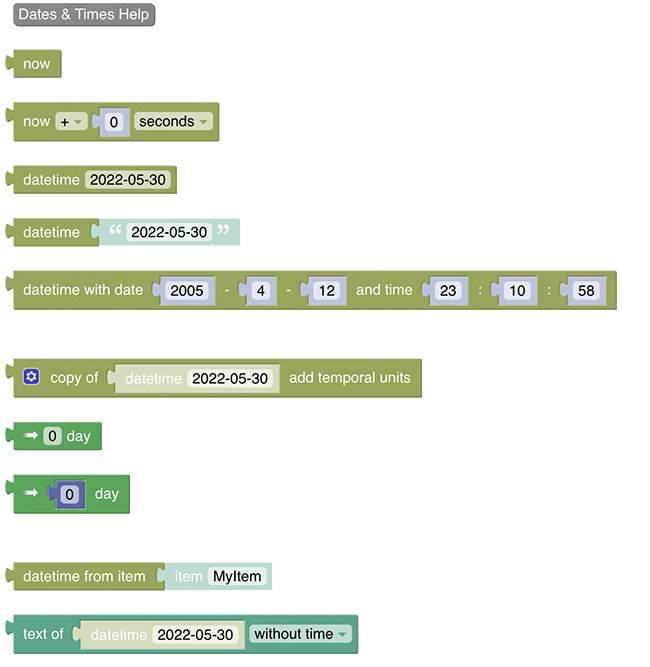 Dates & Times Help
now
now + 0 seconds
datetime 2022-05-30
datetime “ 2022-05-30 ”
datetime with date 2005 - 4 - 12 and time 23 : 10 : 58
copy of datetime 2022-05-30 add temporal units
➡ 0 day
➡ 0 day
datetime from item item MyItem
text of datetime 2022-05-30 without time